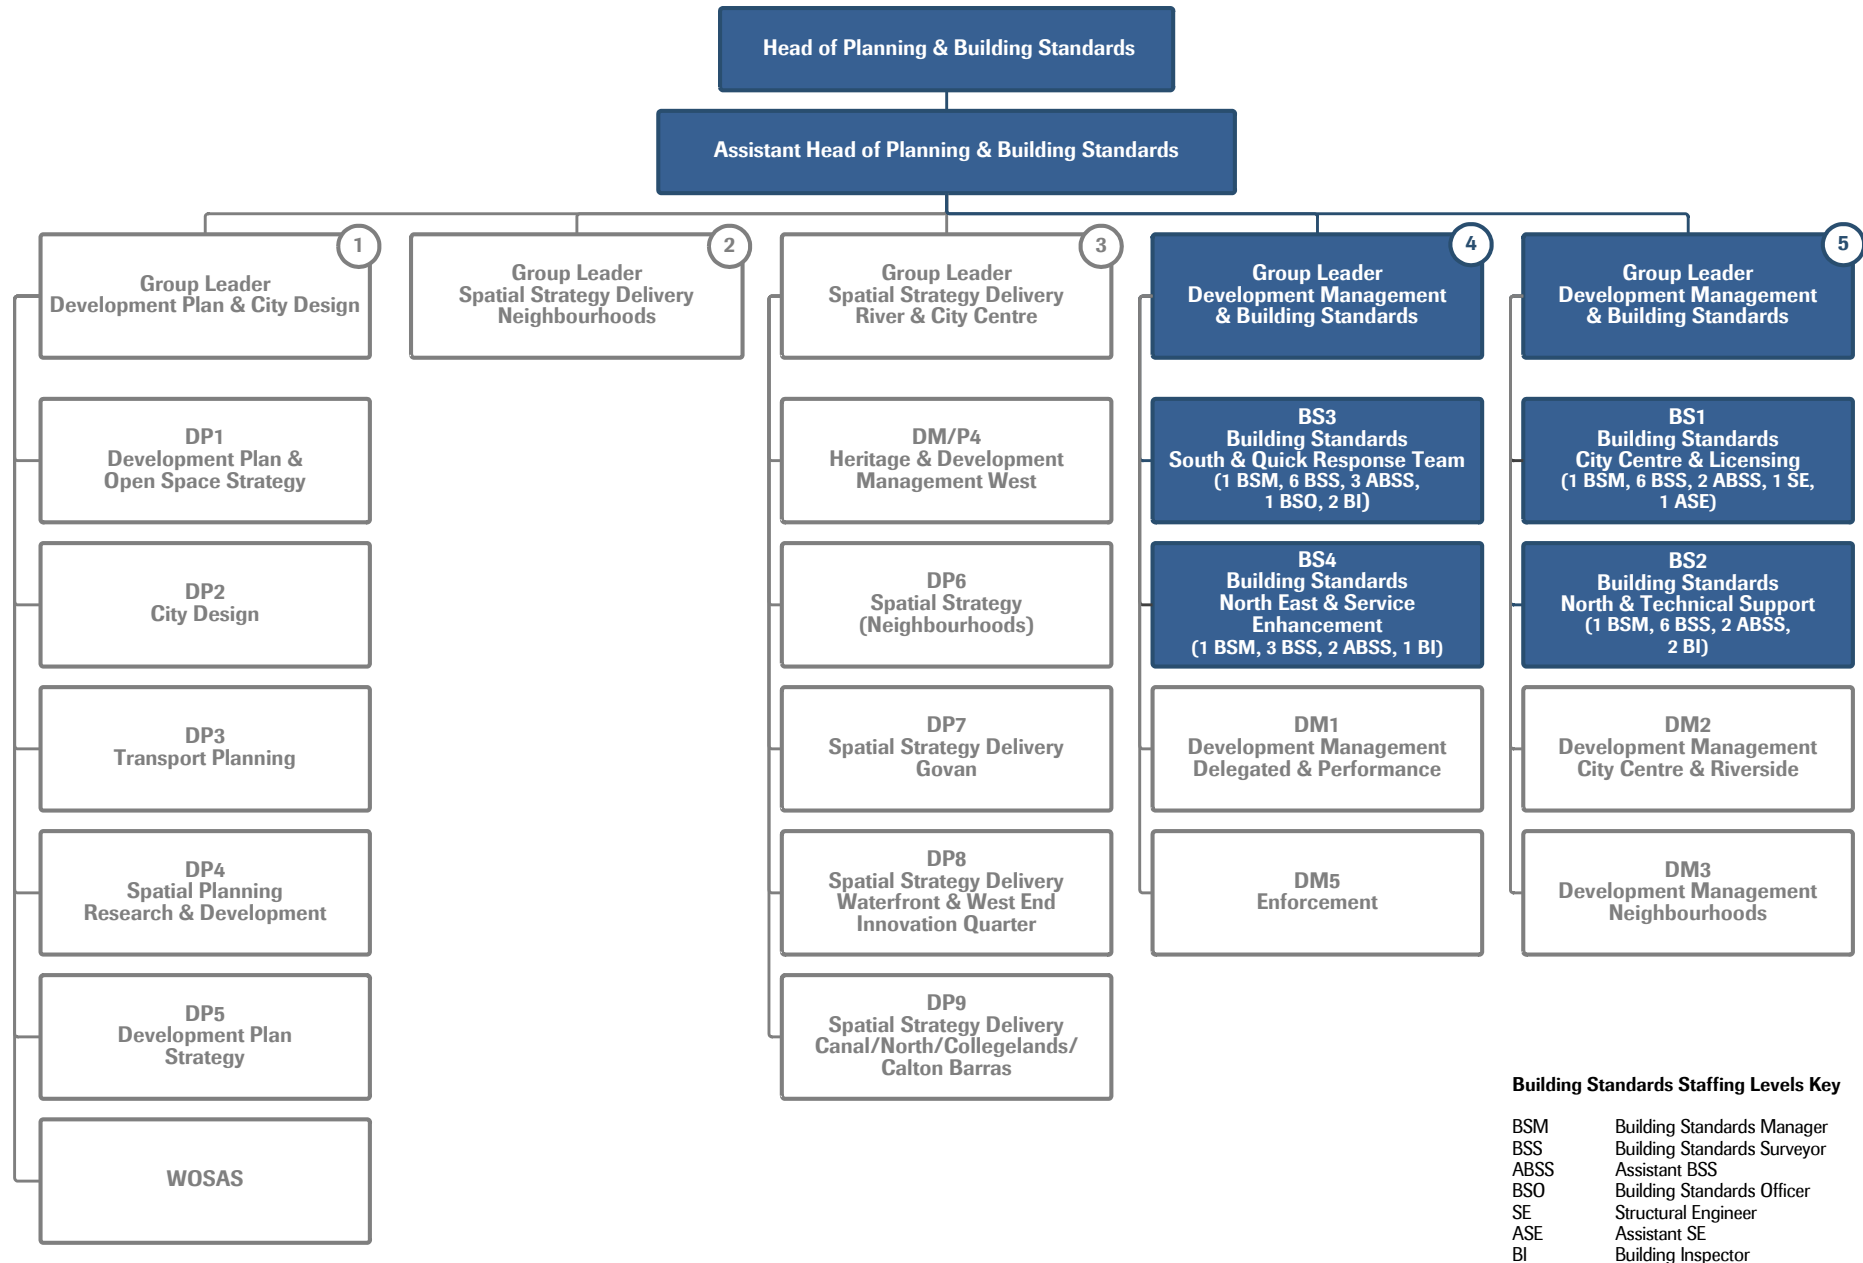 Head of Planning & Building Standards
Assistant Head of Planning & Building Standards
1
Group Leader
Development Plan & City Design
2
Group Leader
Spatial Strategy Delivery
Neighbourhoods
3
Group Leader
Spatial Strategy Delivery
River & City Centre
4
Group Leader
Development Management
& Building Standards
5
Group Leader
Development Management
& Building Standards
DP1
Development Plan &
Open Space Strategy
DP2
City Design
DP3
Transport Planning
DP4
Spatial Planning
Research & Development
DP5
Development Plan
Strategy
WOSAS
DM/P4
Heritage & Development
Management West
DP6
Spatial Strategy
(Neighbourhoods)
DP7
Spatial Strategy Delivery
Govan
DP8
Spatial Strategy Delivery
Waterfront & West End
Innovation Quarter
DP9
Spatial Strategy Delivery
Canal/North/Collegelands/
Calton Barras
BS3
Building Standards
South & Quick Response Team
(1 BSM, 6 BSS, 3 ABSS,
1 BSO, 2 BI)
BS4
Building Standards
North East & Service
Enhancement
(1 BSM, 3 BSS, 2 ABSS, 1 BI)
DM1
Development Management
Delegated & Performance
DM5
Enforcement
BS1
Building Standards
City Centre & Licensing
(1 BSM, 6 BSS, 2 ABSS, 1 SE,
1 ASE)
BS2
Building Standards
North & Technical Support
(1 BSM, 6 BSS, 2 ABSS,
2 BI)
DM2
Development Management
City Centre & Riverside
DM3
Development Management
Neighbourhoods
Building Standards Staffing Levels Key
BSM Building Standards Manager
BSS Building Standards Surveyor
ABSS Assistant BSS
BSO Building Standards Officer
SE Structural Engineer
ASE Assistant SE
BI Building Inspector